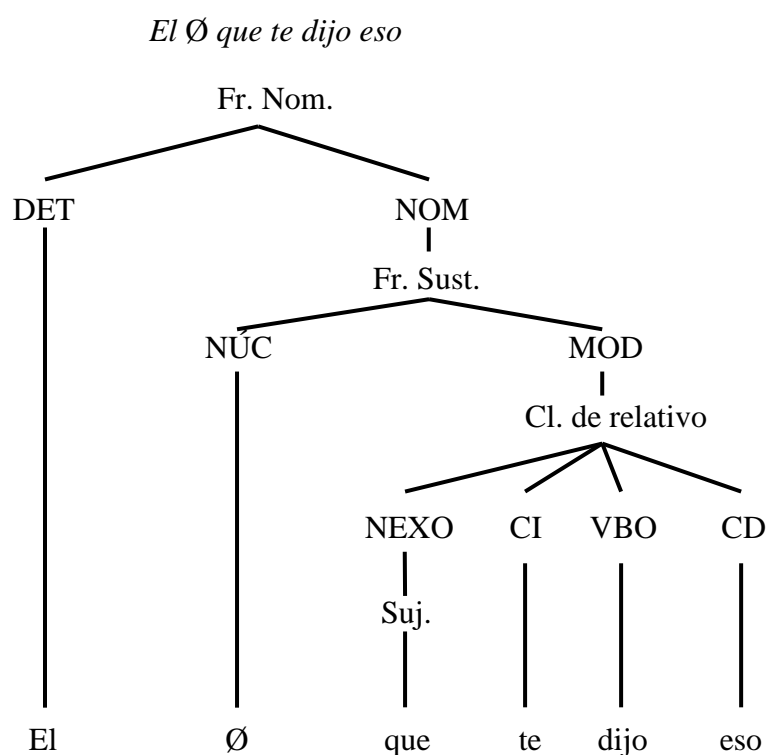 El Ø que te dijo eso
Fr. Nom.
DET NOM
Fr. Sust.
NÚC MOD
Cl. de relativo
NEXO CI VBO CD
Suj.
El Ø que te dijo eso